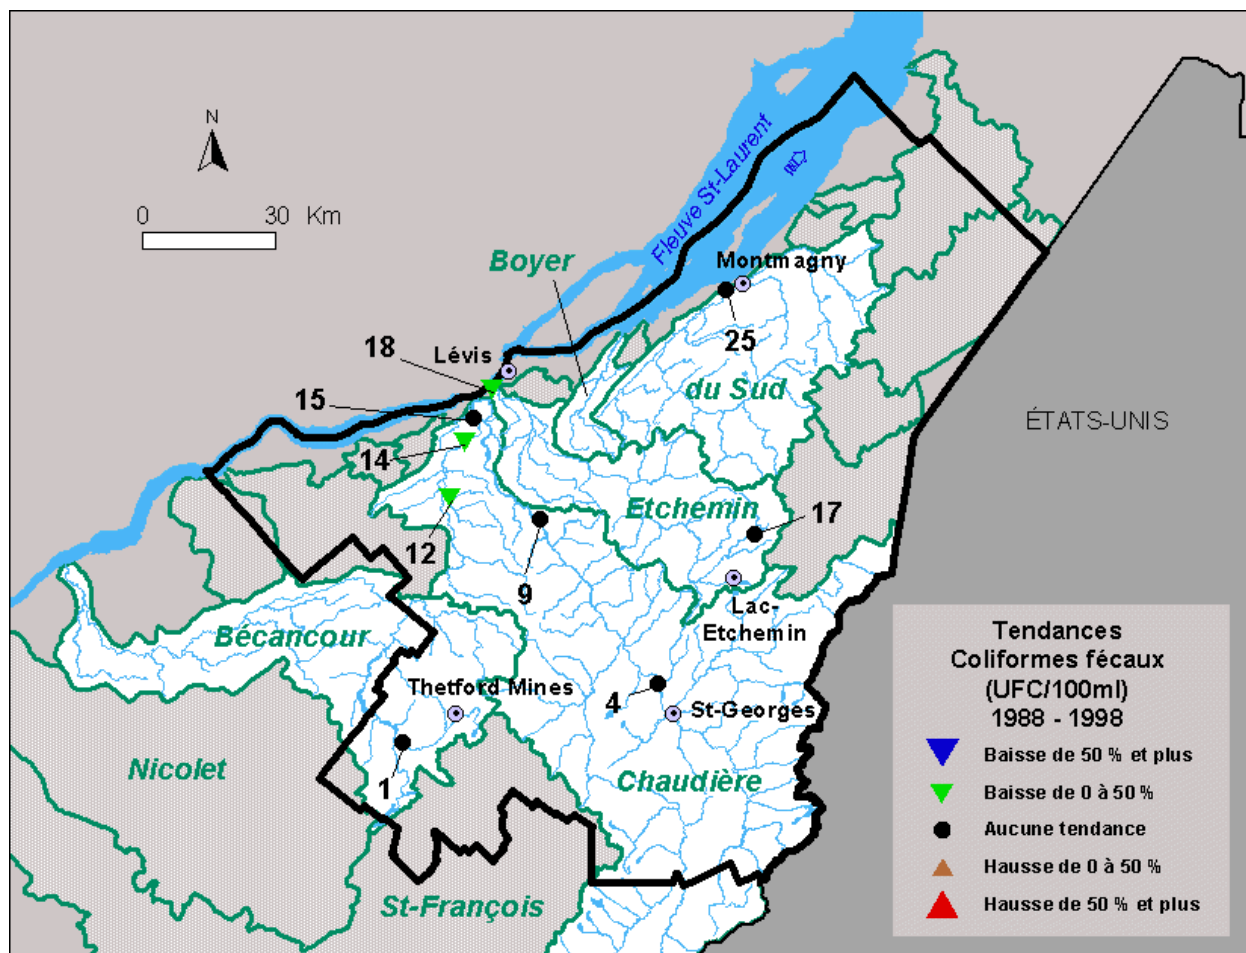 N
0 30 Km
Fleuve St-Laurent
Boyer
Montmagny
25
18
Lévis
du Sud
15
ÉTATS-UNIS
14
Etchemin
17
12
9
Lac-
Etchemin
Bécancour
Thetford Mines
4
St-Georges
Nicolet
1
Chaudière
St-François
Tendances
Coliformes fécaux
(UFC/100ml)
1988 - 1998
Baisse de 50 % et plus
Baisse de 0 à 50 %
Aucune tendance
Hausse de 0 à 50 %
Hausse de 50 % et plus